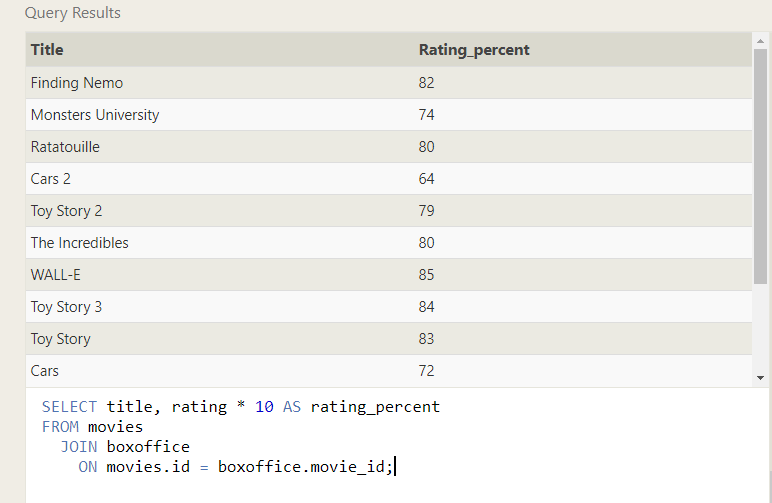 Query Results
Title Rating_percent
Finding Nemo 82
Monsters University 74
Ratatouille 80
Cars 2 64
Toy Story 2 79
The Incredibles 80
WALL-E 85
Toy Story 3 84
Toy Story 83
Cars 72
SELECT title, rating * 10 AS rating_percent
FROM movies
JOIN boxoffice
ON movies.id = boxoffice.movie_id;